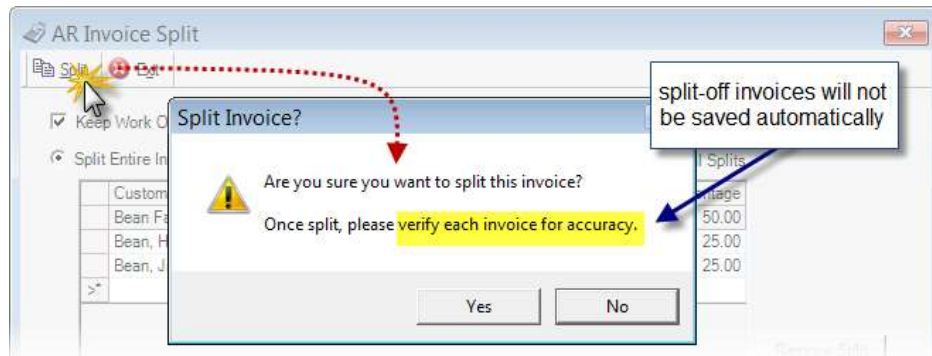 AR Invoice Split
Split Exit
Split Invoice?
split-off invoices will not
be saved automatically
Keep Work O
Split Entire In
l Splits
Custom
ntage
Are you sure you want to split this invoice?
Bean Fa
50.00
Once split, please verify each invoice for accuracy.
Bean, H
25.00
Bean, J
25.00
>*
Yes
No
Remove Split